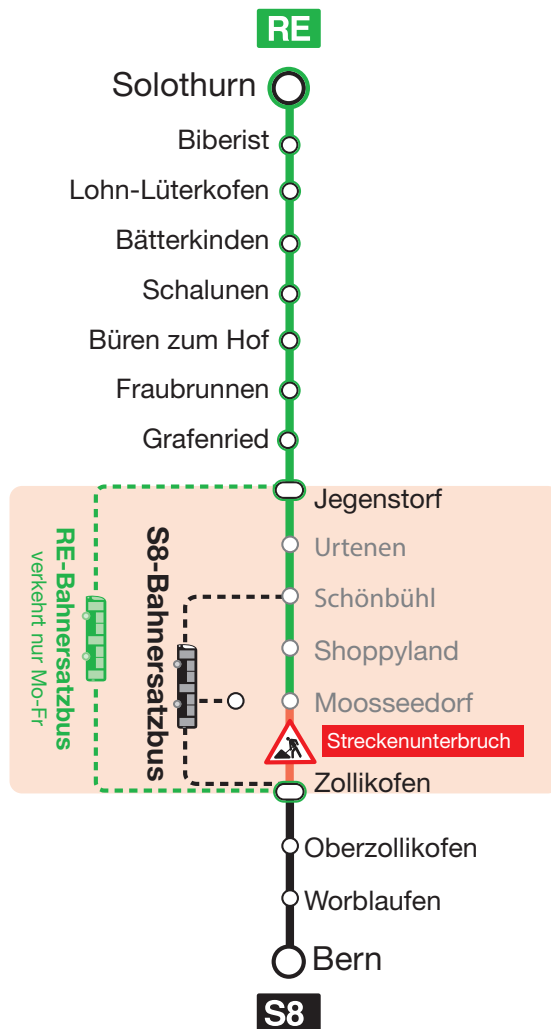 RE
Solothurn
Biberist
Lohn-Lüterkofen
Bätterkinden
Schalunen
Büren zum Hof
Fraubrunnen
Grafenried
Jegenstorf
Urtenen
Schönbühl
Shoppyland
Moosseedorf
Streckenunterbruch
Zollikofen
RE-Bahnersatzbus
verkehrt nur Mo-Fr
S8-Bahnersatzbus
Oberzollikofen
Worblaufen
Bern
S8